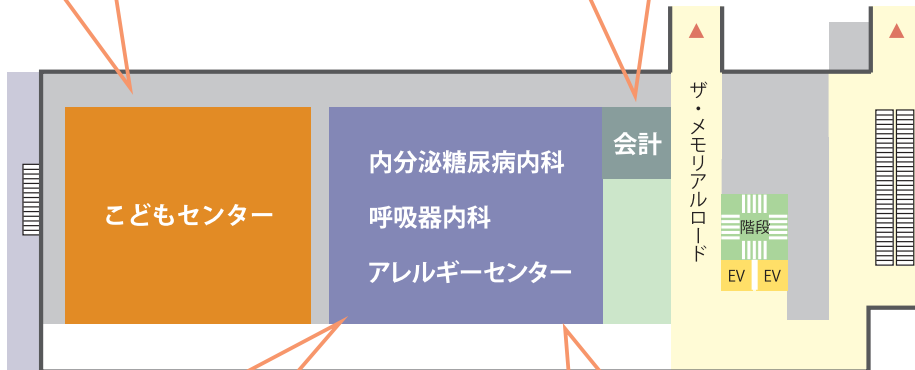 こどもセンター
内分泌糖尿病内科
呼吸器内科
アレルギーセンター
会計
ザ・メモリアルロード
階段
EV
EV